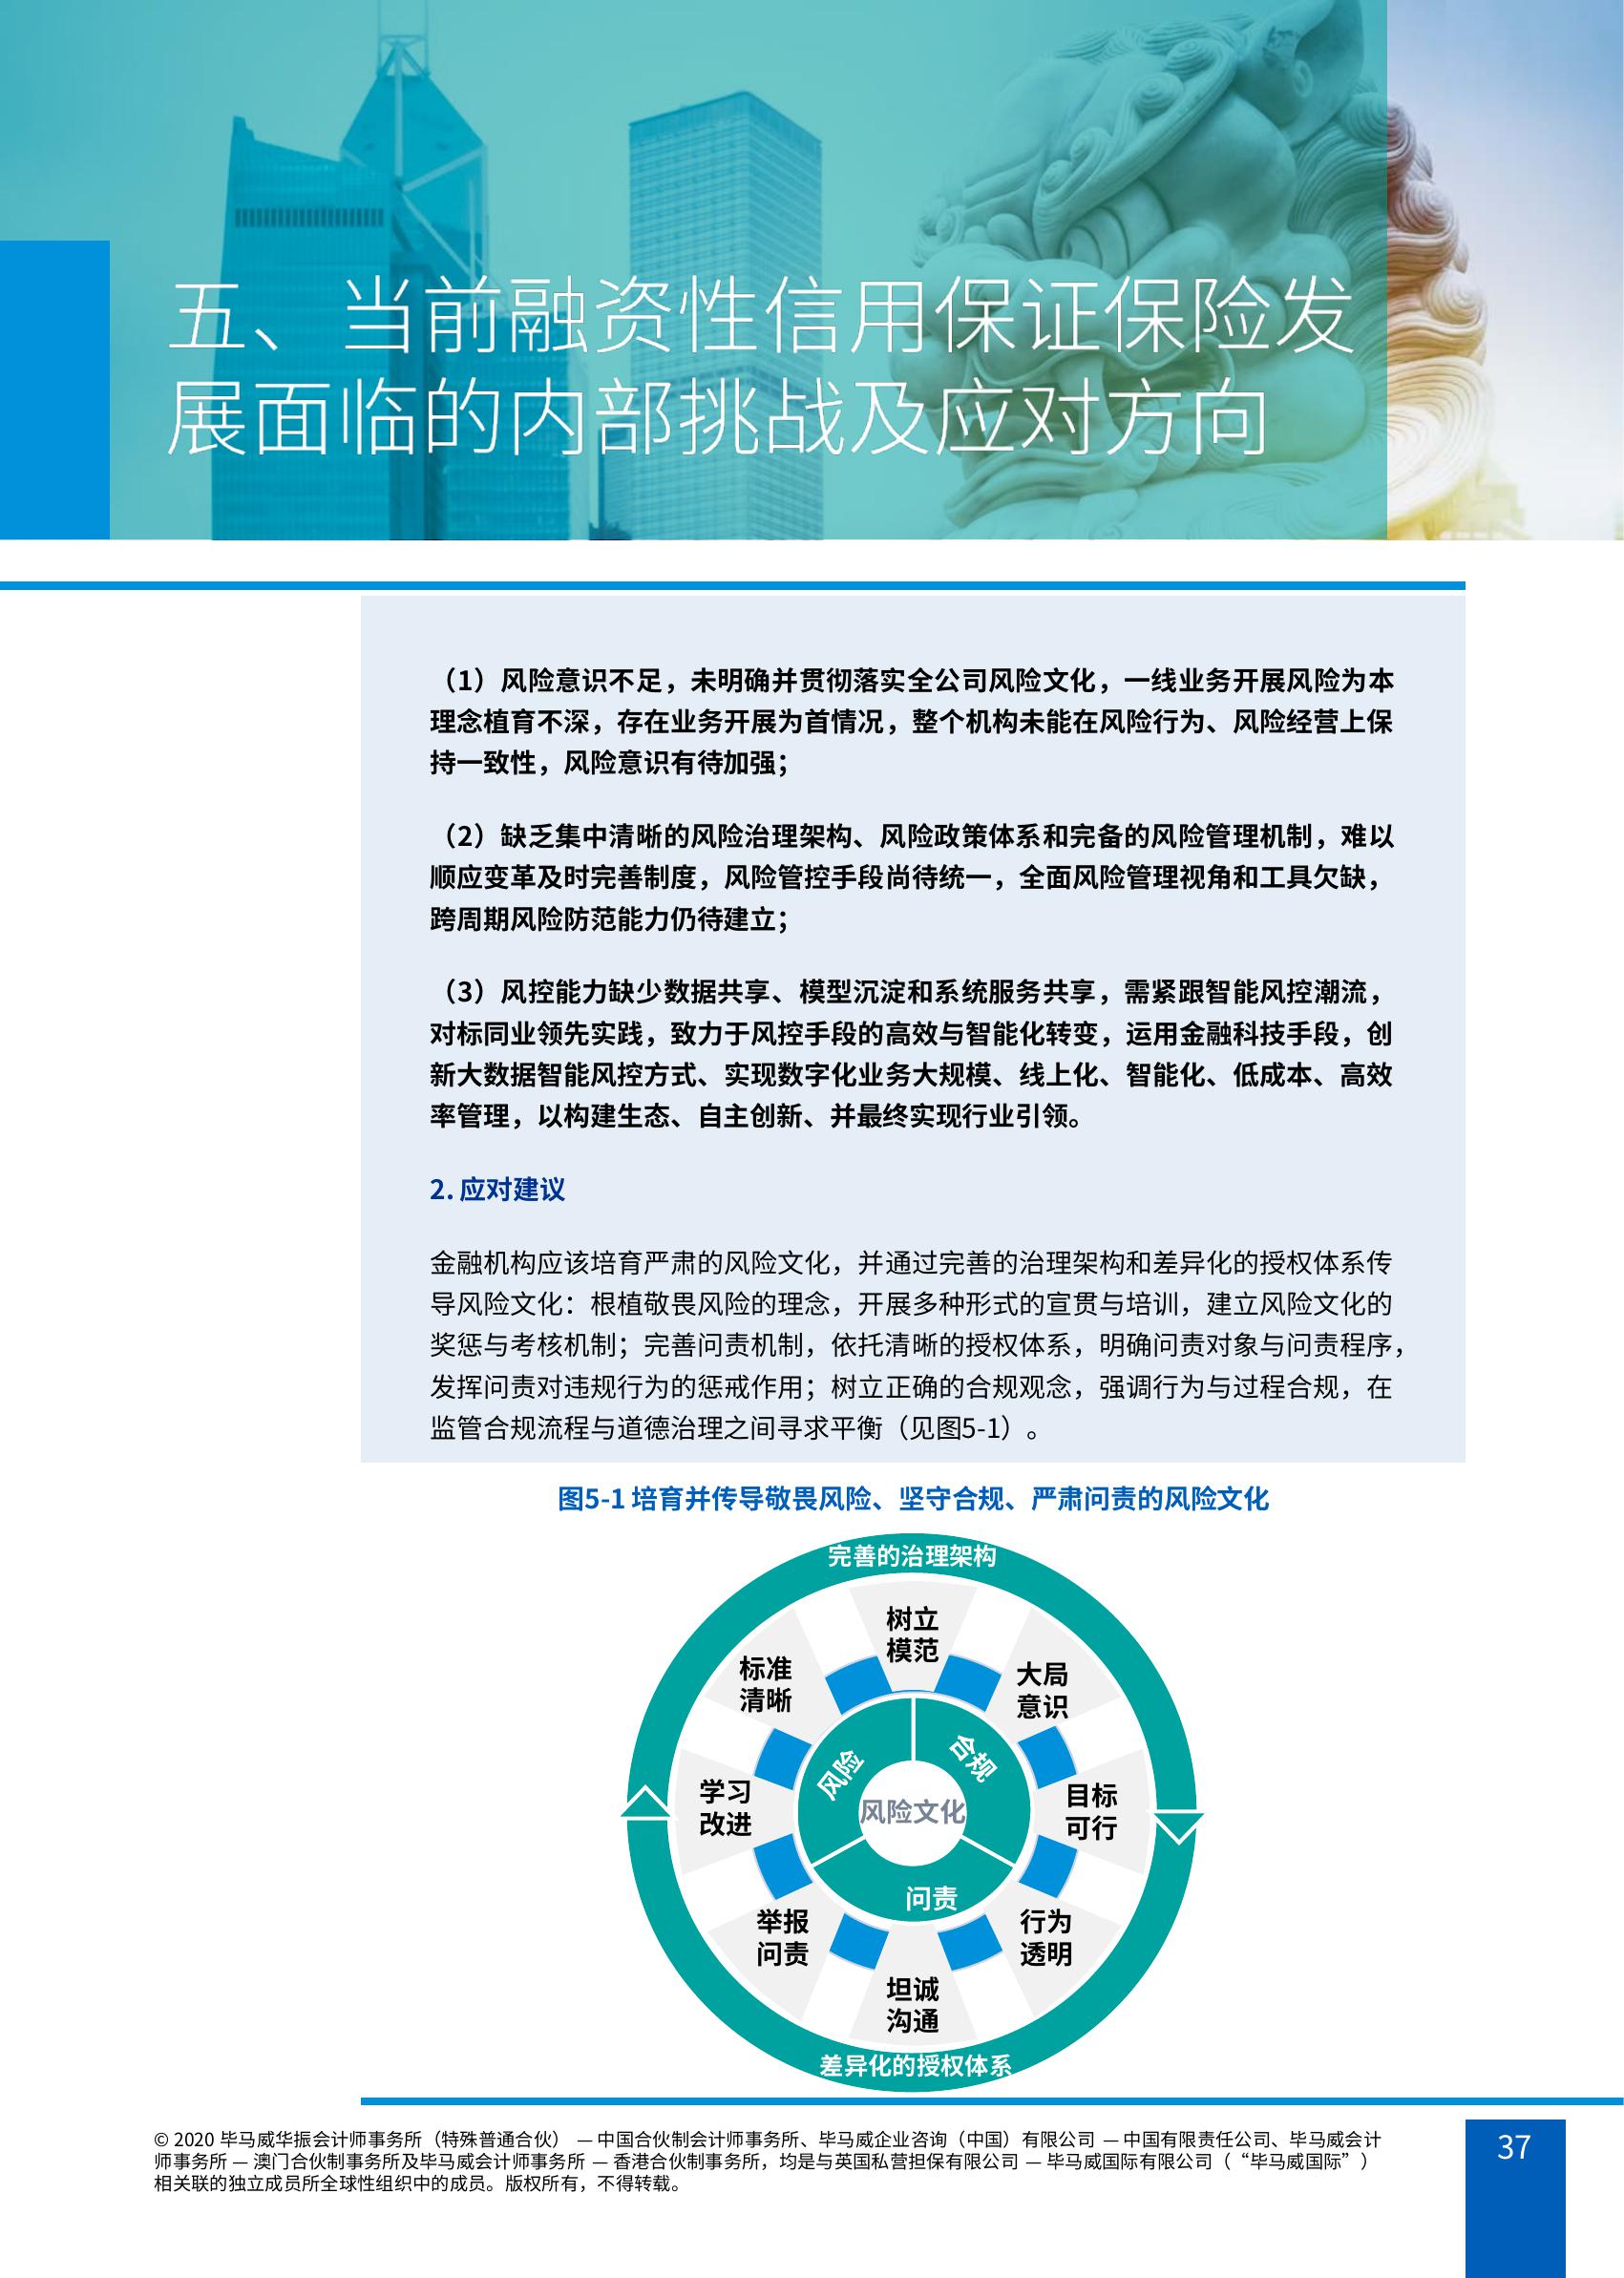 五、当前融资性信用保证保险发
展面临的内部挑战及应对方向
（1）风险意识不足，未明确并贯彻落实全公司风险文化，一线业务开展风险为本
理念植育不深，存在业务开展为首情况，整个机构未能在风险行为、风险经营上保
持一致性，风险意识有待加强；
（2）缺乏集中清晰的风险治理架构、风险政策体系和完备的风险管理机制，难以
顺应变革及时完善制度，风险管控手段尚待统一，全面风险管理视角和工具欠缺，
跨周期风险防范能力仍待建立；
（3）风控能力缺少数据共享、模型沉淀和系统服务共享，需紧跟智能风控潮流，
对标同业领先实践，致力于风控手段的高效与智能化转变，运用金融科技手段，创
新大数据智能风控方式、实现数字化业务大规模、线上化、智能化、低成本、高效
率管理，以构建生态、自主创新、并最终实现行业引领。
2. 应对建议
金融机构应该培育严肃的风险文化，并通过完善的治理架构和差异化的授权体系传
导风险文化：根植敬畏风险的理念，开展多种形式的宣贯与培训，建立风险文化的
奖惩与考核机制；完善问责机制，依托清晰的授权体系，明确问责对象与问责程序，
发挥问责对违规行为的惩戒作用；树立正确的合规观念，强调行为与过程合规，在
监管合规流程与道德治理之间寻求平衡（见图5-1）。
图5-1 培育并传导敬畏风险、坚守合规、严肃问责的风险文化
完善的治理架构
树立
模范
大局
意识
目标
可行
行为
透明
坦诚
沟通
举报
问责
学习
改进
标准
清晰
风险
合规
问责
风险文化
差异化的授权体系
© 2020 毕马威华振会计师事务所（特殊普通合伙） — 中国合伙制会计师事务所、毕马威企业咨询（中国）有限公司 — 中国有限责任公司、毕马威会计
师事务所 — 澳门合伙制事务所及毕马威会计师事务所 — 香港合伙制事务所，均是与英国私营担保有限公司 — 毕马威国际有限公司（“毕马威国际”）
相关联的独立成员所全球性组织中的成员。版权所有，不得转载。
37